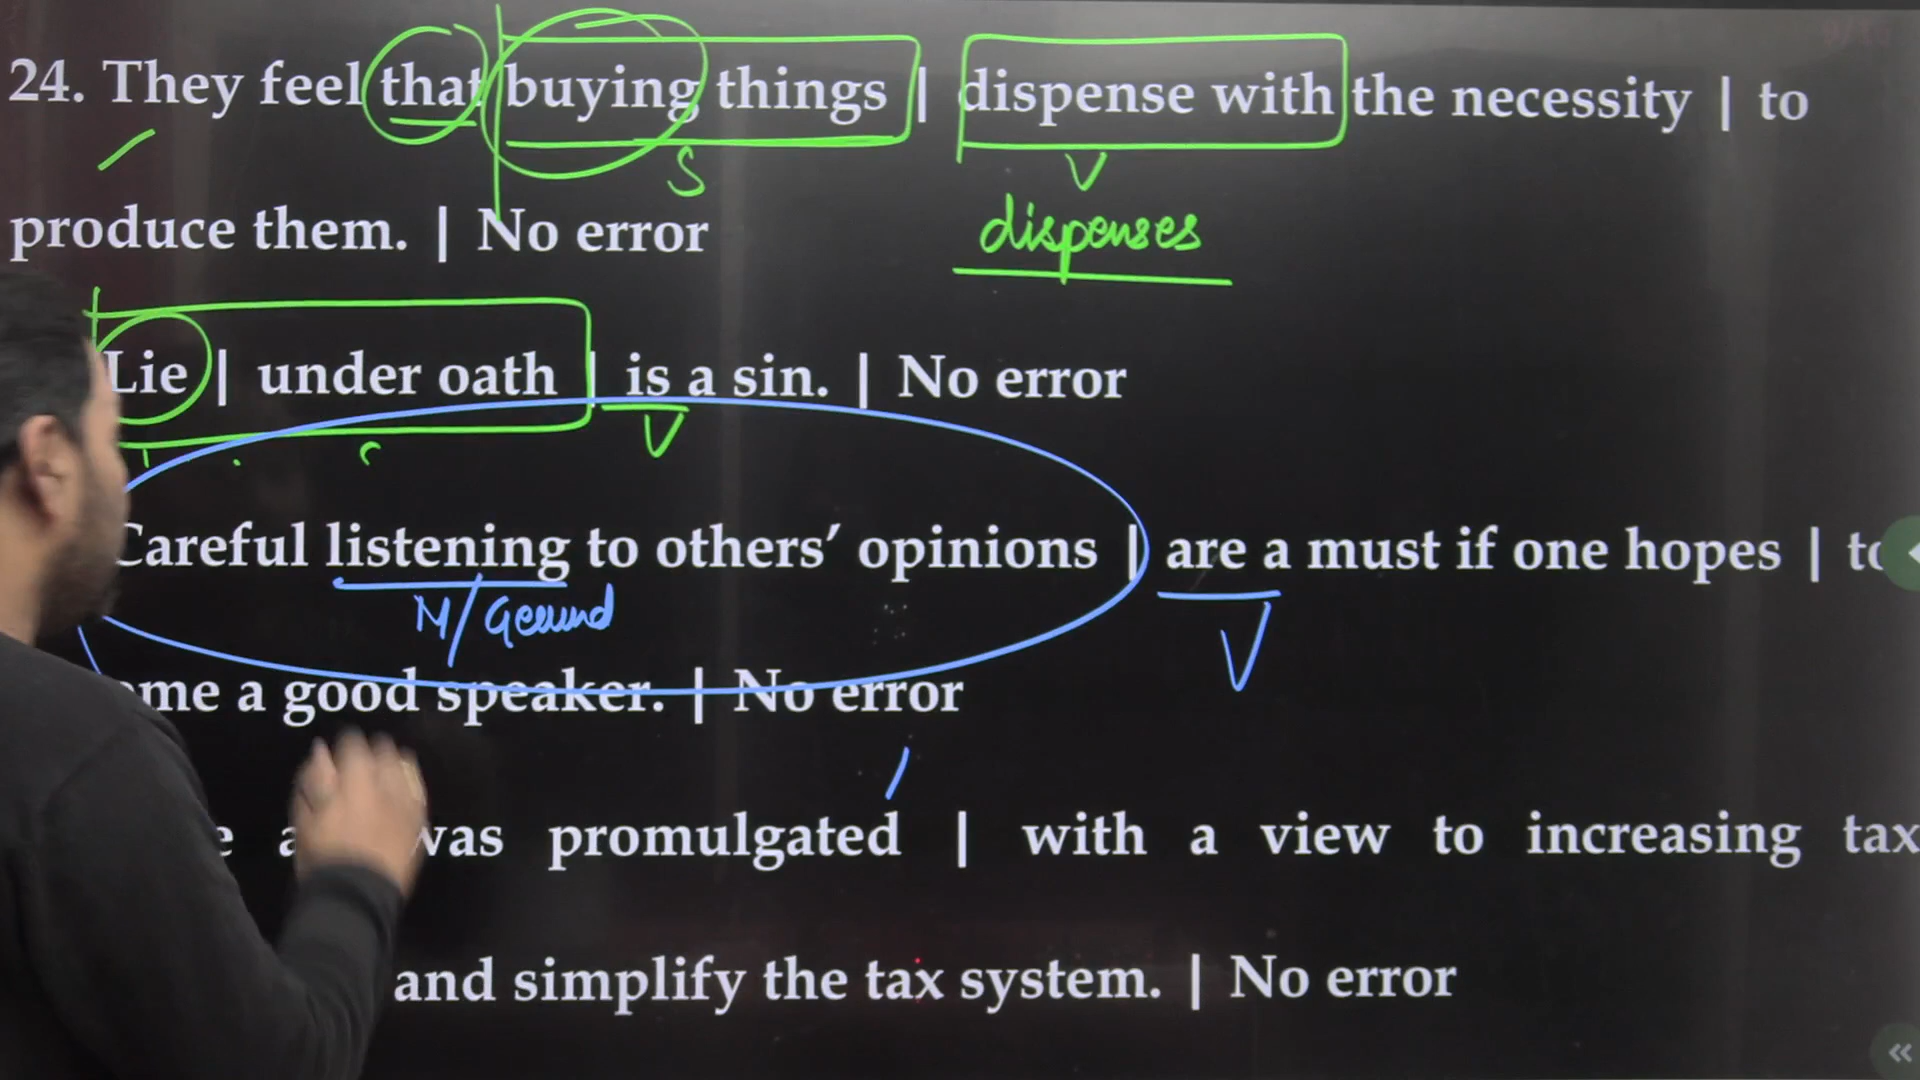 24. They feel that buying things | dispense with the necessity | to
S V
produce them. | No error
dispenses
Lie | under oath | is a sin. | No error
V
Careful listening to others' opinions | are a must if one hopes | to
N/Gerund V
a good speaker. | No error
was promulgated | with a view to increasing tax
and simplify the tax system. | No error